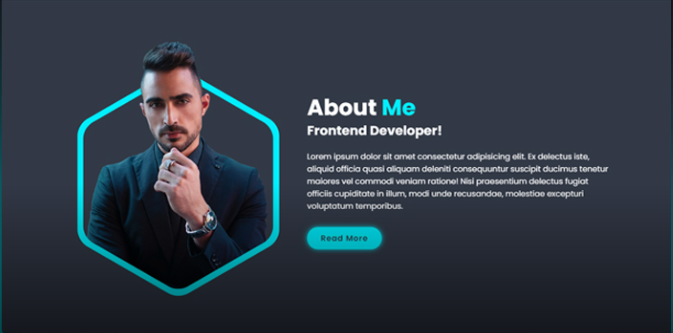 About Me
Frontend Developer!
Lorem ipsum dolor sit amet consectetur adipisicing elit. Ex delectus iste,
aliquid officia quasi aliquam deleniti consequuntur suscipit ducimus tenetur
maiores vel commodi veniam ratione! Nisi praesentium delectus fugiat
officiis cupiditate in illum, modi unde recusandae, molestiae excepturi
voluptatum temporibus.
Read More